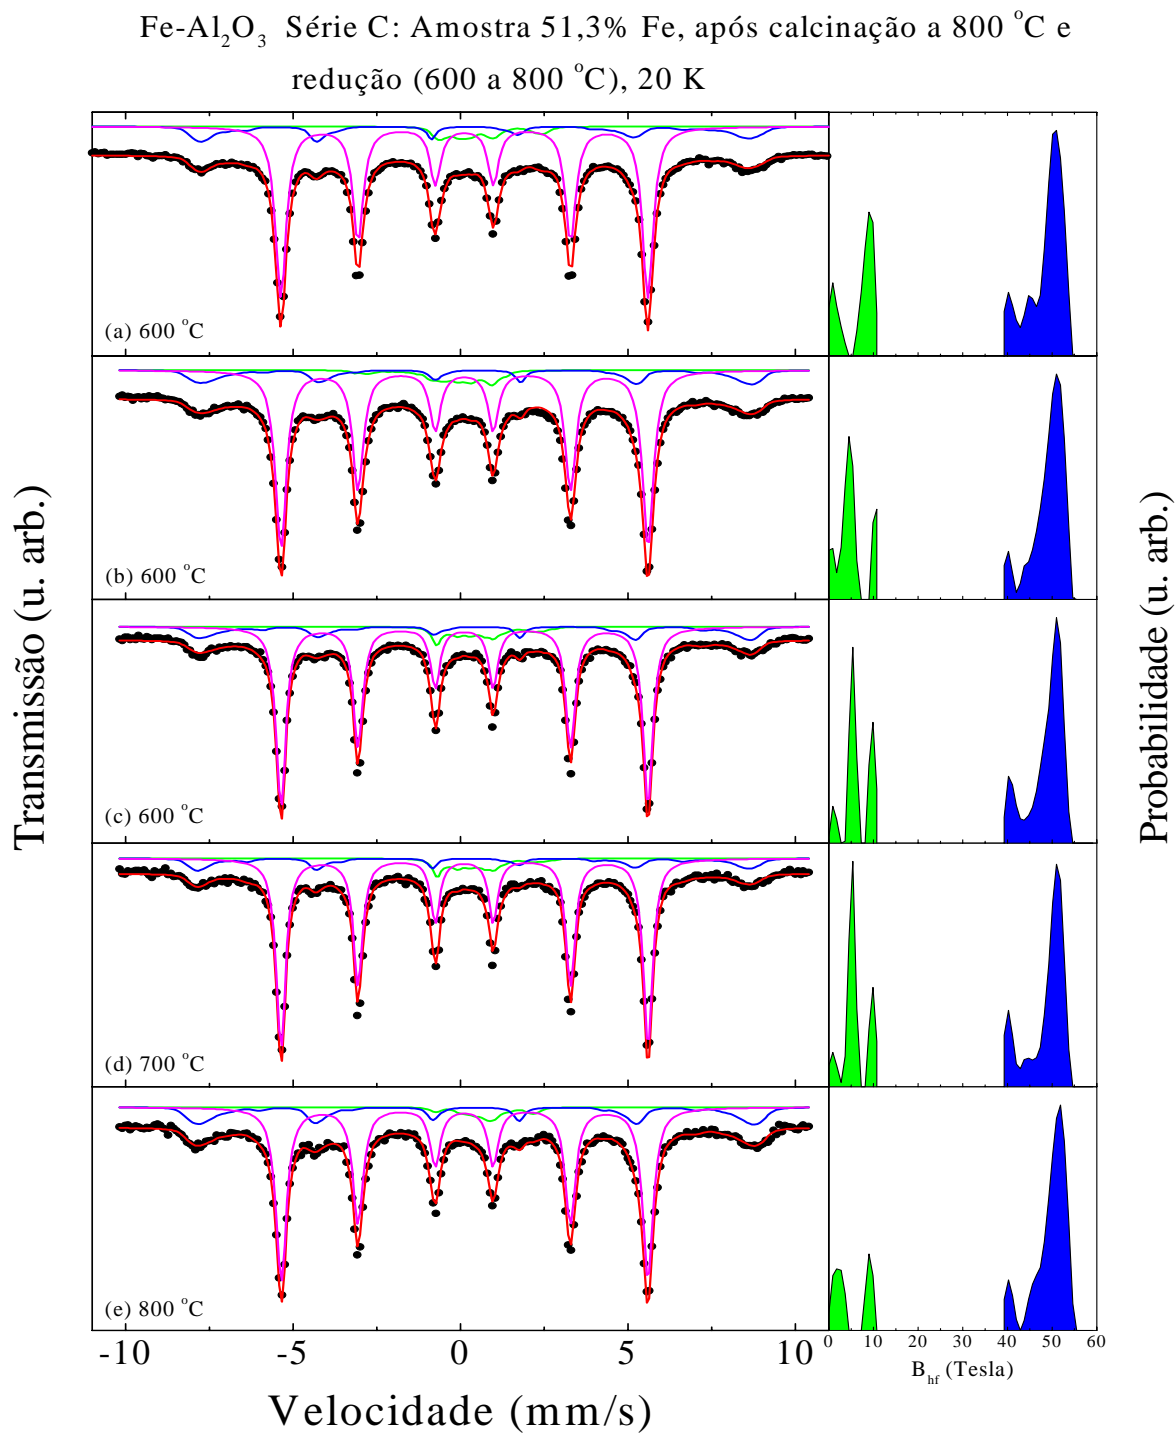 Fe-Al₂O₃ Série C: Amostra 51,3% Fe, após calcinação a 800 °C e
redução (600 a 800 °C), 20 K
Transmissão (u. arb.)
(a) 600 °C
(b) 600 °C
(c) 600 °C
(d) 700 °C
(e) 800 °C
-10 -5 0 5 10
Velocidade (mm/s)
0 10 20 30 40 50 60
B_hf (Tesla)
Probabilidade (u. arb.)